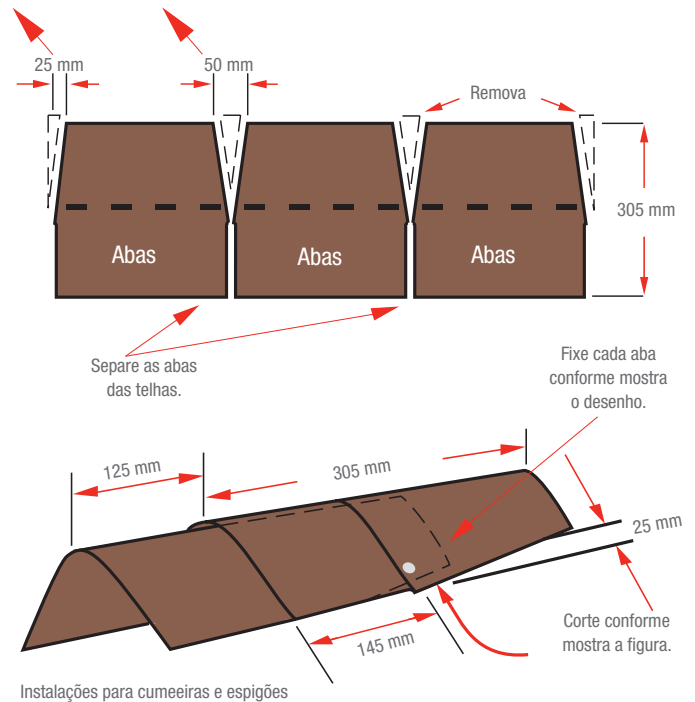 25 mm
50 mm
Remova
305 mm
Abas
Abas
Abas
Separe as abas
das telhas.
Fixe cada aba
conforme mostra
o desenho.
125 mm
305 mm
25 mm
145 mm
Corte conforme
mostra a figura.
Instalações para cumeeiras e espigões